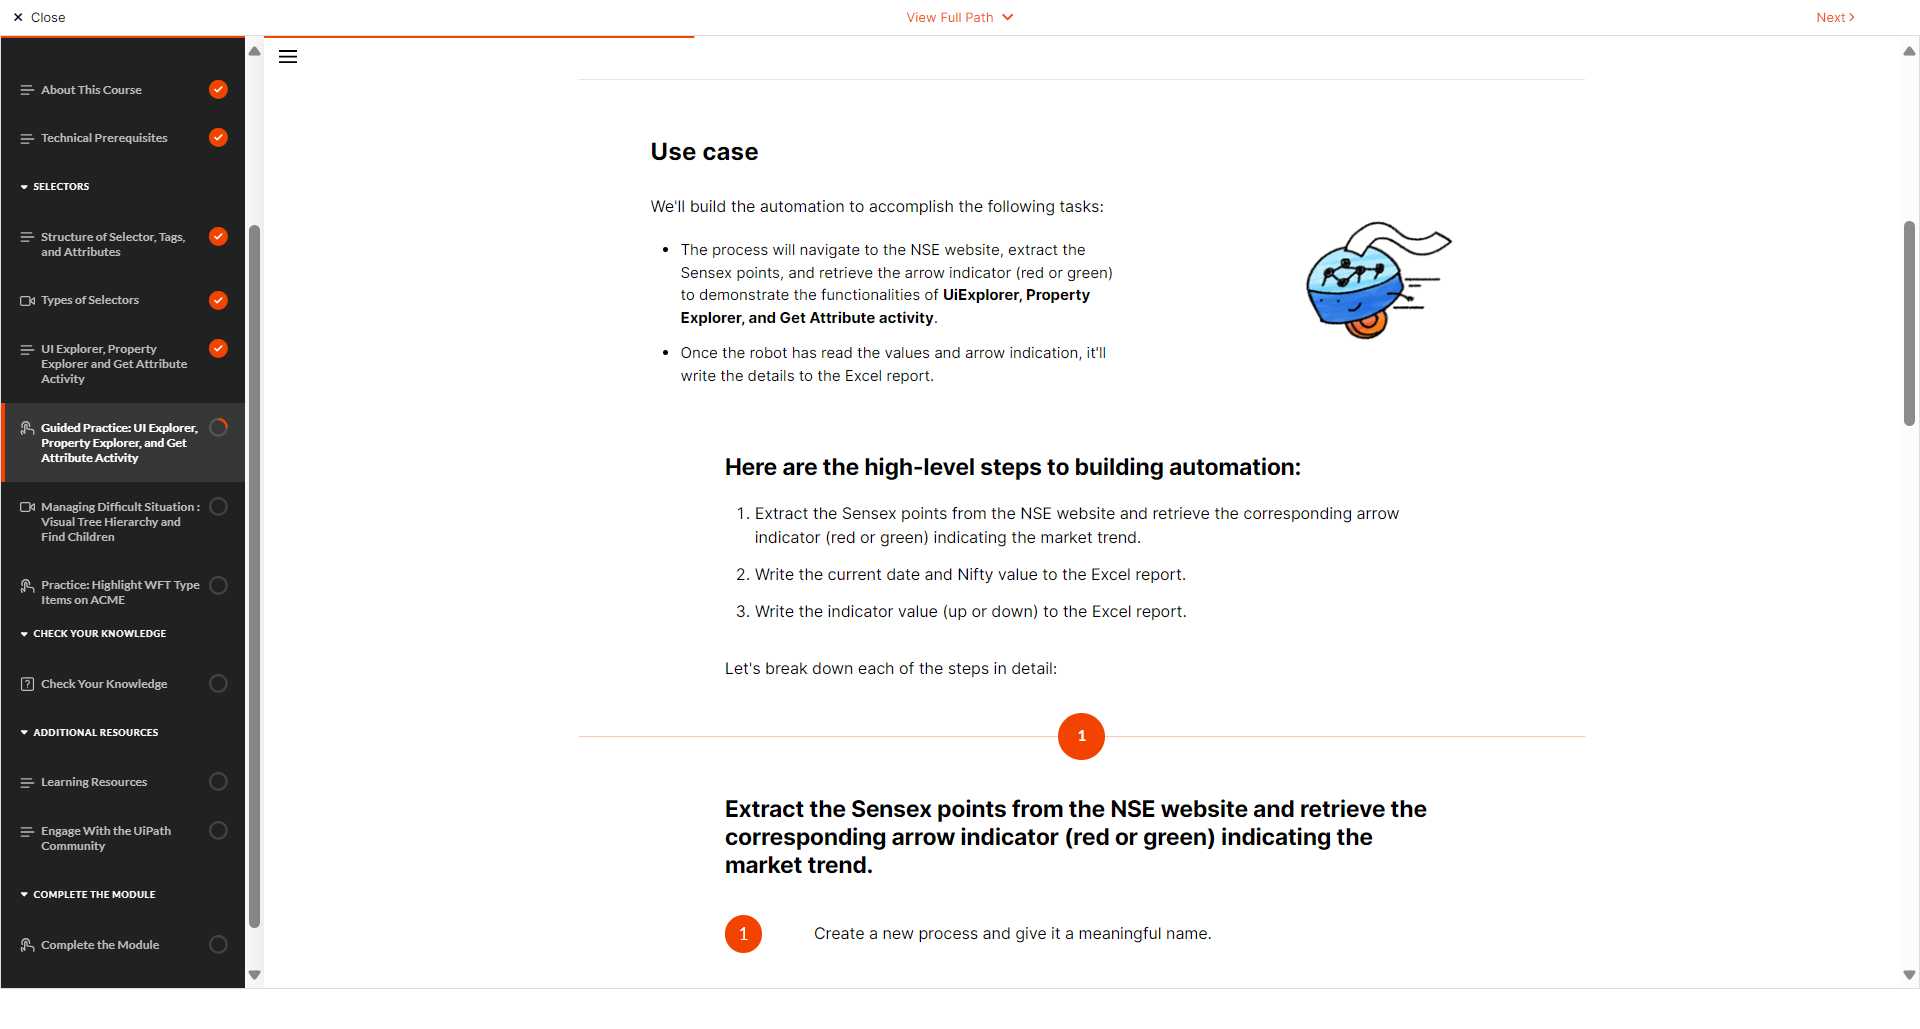 Close
View Full Path
Next
About This Course
Technical Prerequisites
SELECTORS
Structure of Selector, Tags,
and Attributes
Types of Selectors
UI Explorer, Property
Explorer and Get Attribute
Activity
Guided Practice: UI Explorer,
Property Explorer, and Get
Attribute Activity
Managing Difficult Situation :
Visual Tree Hierarchy and
Find Children
Practice: Highlight WFT Type
Items on ACME
CHECK YOUR KNOWLEDGE
Check Your Knowledge
ADDITIONAL RESOURCES
Learning Resources
Engage With the UiPath
Community
COMPLETE THE MODULE
Complete the Module
Use case
We'll build the automation to accomplish the following tasks:
• The process will navigate to the NSE website, extract the
Sensex points, and retrieve the arrow indicator (red or green)
to demonstrate the functionalities of UiExplorer, Property
Explorer, and Get Attribute activity.
• Once the robot has read the values and arrow indication, it'll
write the details to the Excel report.
Here are the high-level steps to building automation:
1. Extract the Sensex points from the NSE website and retrieve the corresponding arrow
indicator (red or green) indicating the market trend.
2. Write the current date and Nifty value to the Excel report.
3. Write the indicator value (up or down) to the Excel report.
Let's break down each of the steps in detail:
1
Extract the Sensex points from the NSE website and retrieve the
corresponding arrow indicator (red or green) indicating the
market trend.
1 Create a new process and give it a meaningful name.